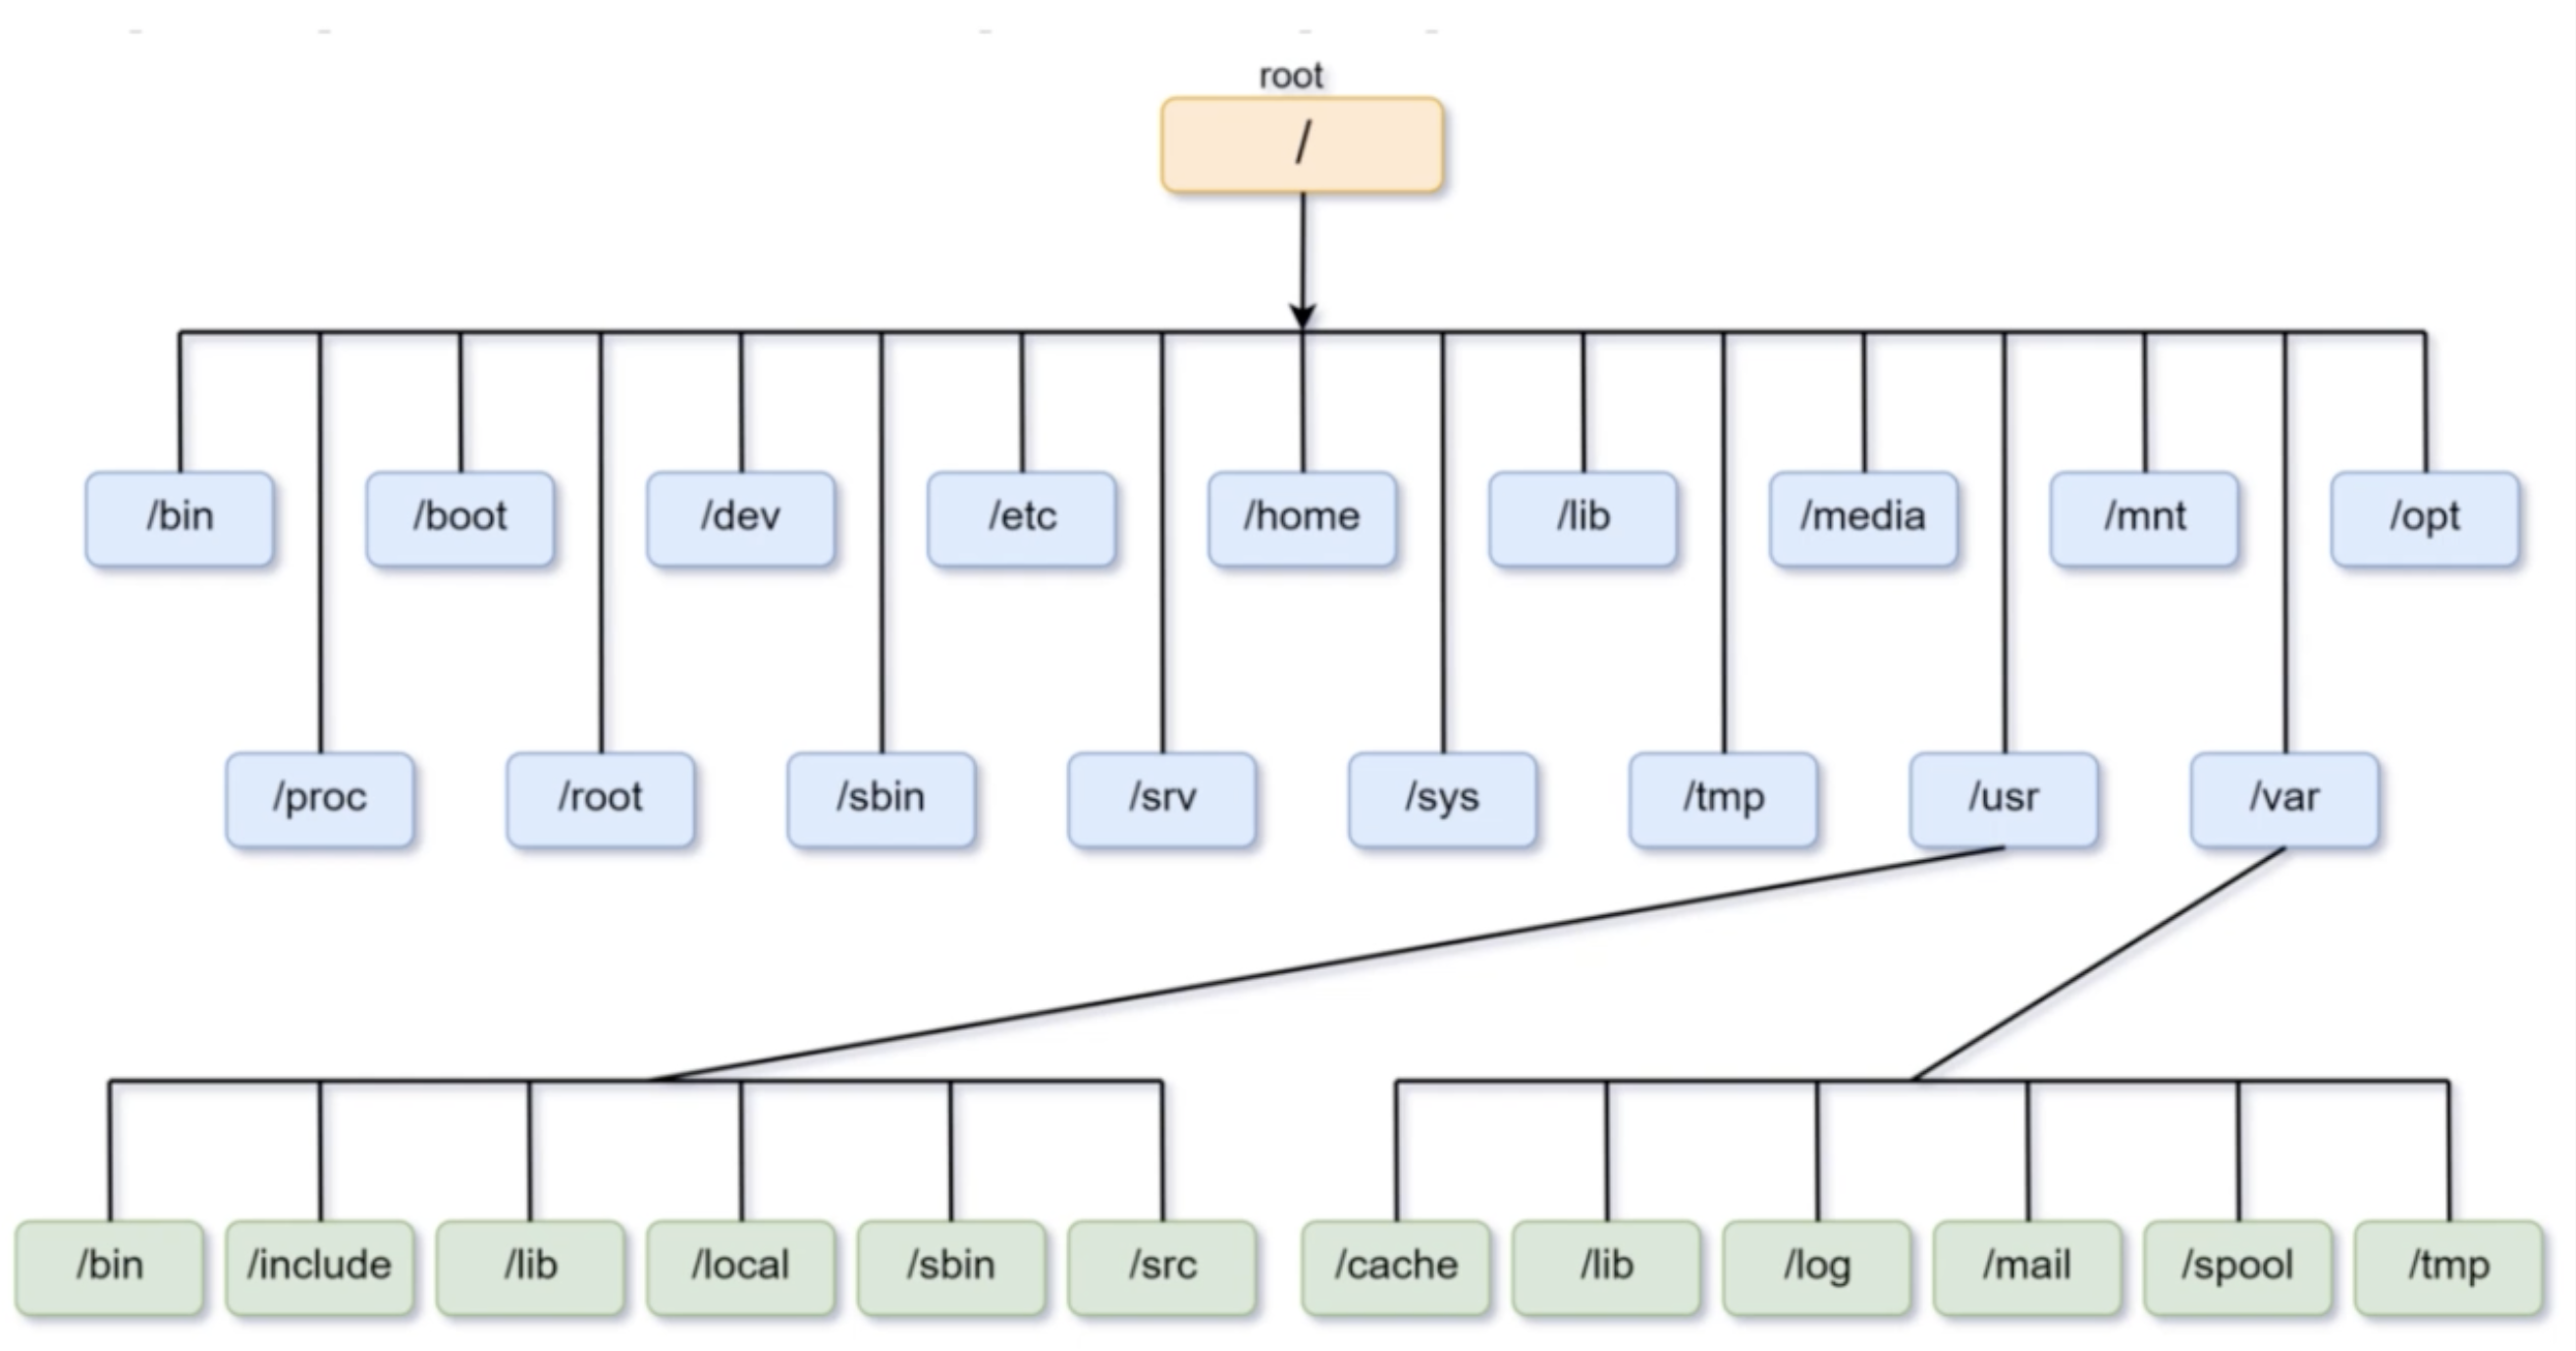 root
/
/bin /boot /dev /etc /home /lib /media /mnt /opt
/proc /root /sbin /srv /sys /tmp /usr /var
/bin /include /lib /local /sbin /src /cache /lib /log /mail /spool /tmp